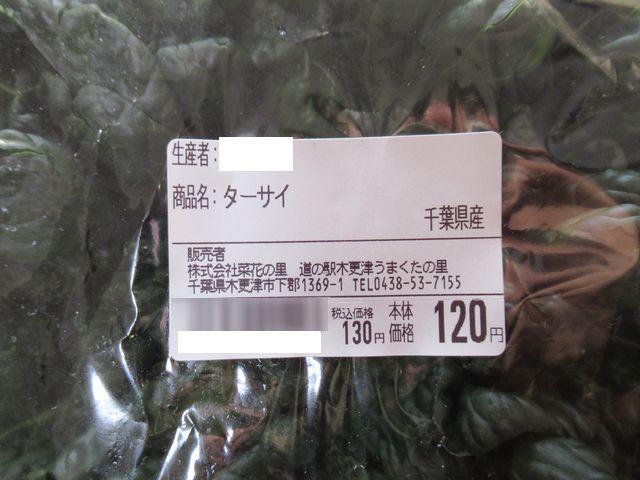 生産者:
商品名: ターサイ
千葉県産
販売者
株式会社菜花の里 道の駅木更津うまくたの里
千葉県木更津市下郡1369-1 TEL0438-53-7155
税込価格 130円 本体価格 120円